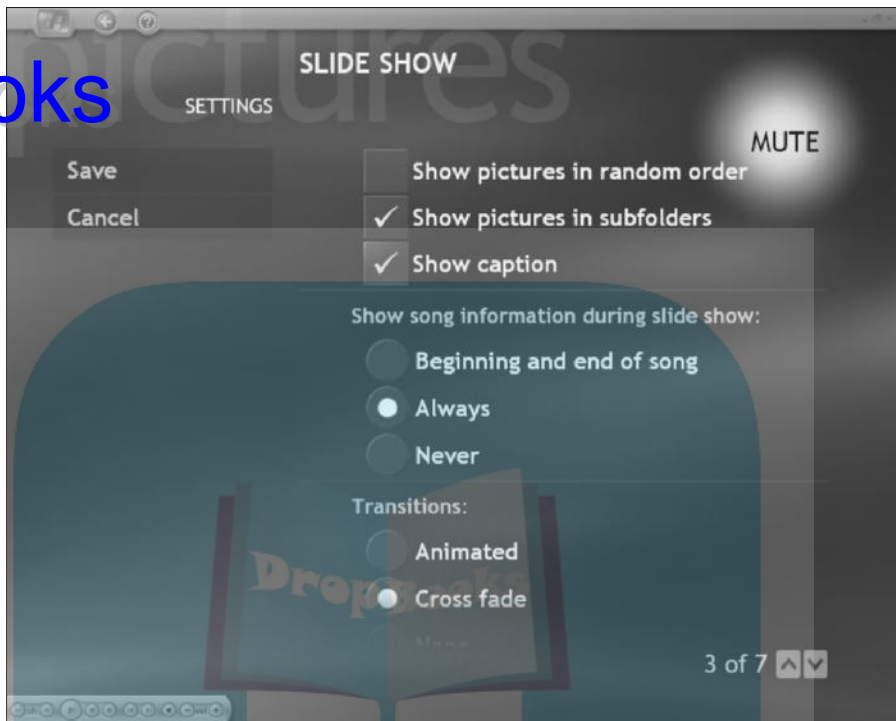 pictures
oks
SLIDE SHOW
SETTINGS
MUTE
Save
Cancel
Show pictures in random order
Show pictures in subfolders
Show caption
Show song information during slide show:
Beginning and end of song
Always
Never
Transitions:
Animated
Cross fade
None
DropBooks
3 of 7